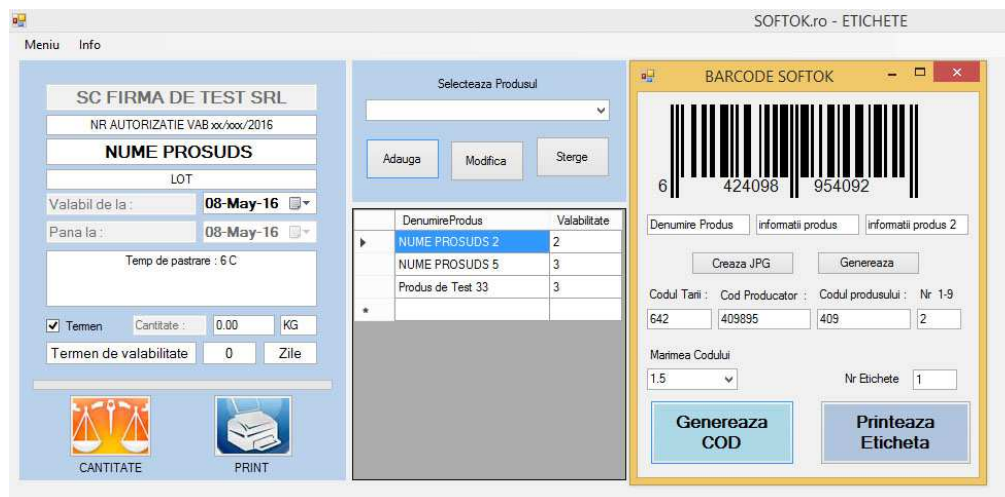 SOFTOK.ro - ETICHETE
Meniu Info
SC FIRMA DE TEST SRL
NR AUTORIZATIE VAB xx/xxx/2016
NUME PROSUDS
LOT
Valabil de la : 08-May-16
Pana la : 08-May-16
Temp de pastrare : 6 C
Termen Cantitate : 0.00 KG
Termen de valabilitate 0 Zile
CANTITATE PRINT
Selecteaza Produsul
Adauga Modifica Sterge
DenumireProdus Valabilitate
NUME PROSUDS 2 2
NUME PROSUDS 5 3
Produs de Test 33 3
BARCODE SOFTOK
6 424098 954092
Denumire Produs informatii produs informatii produs 2
Creaza JPG Genereaza
Codul Tarii : Cod Producator : Codul produsului : Nr 1-9
642 409895 409 2
Marimea Codului
1.5 Nr Etichete 1
Genereaza COD
Printeaza Eticheta